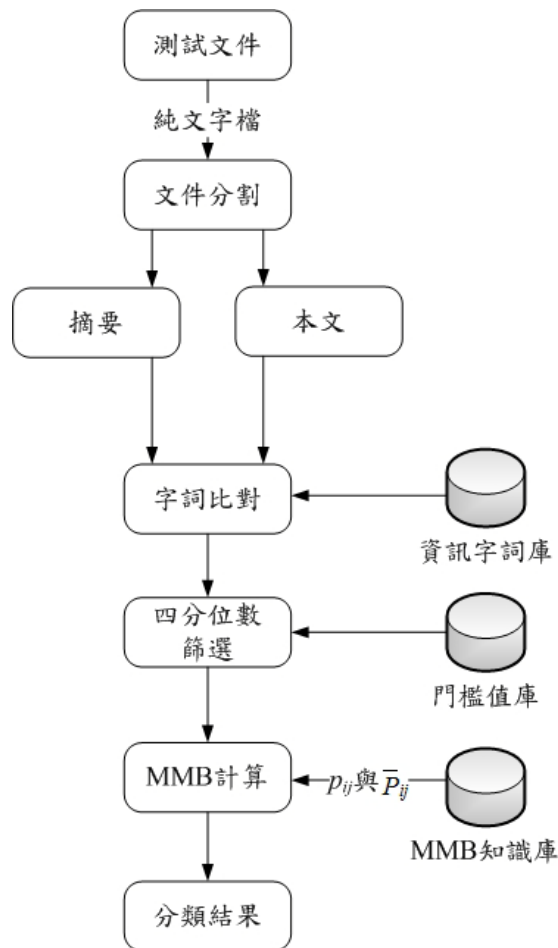 測試文件
純文字檔
文件分割
摘要
本文
字詞比對
資訊字詞庫
四分位數
篩選
門檻值庫
MMB計算
pij與P̅ij
MMB知識庫
分類結果